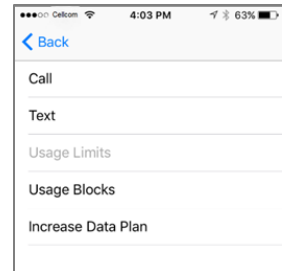 Cellcom 4:03 PM 63%
Back
Call
Text
Usage Limits
Usage Blocks
Increase Data Plan